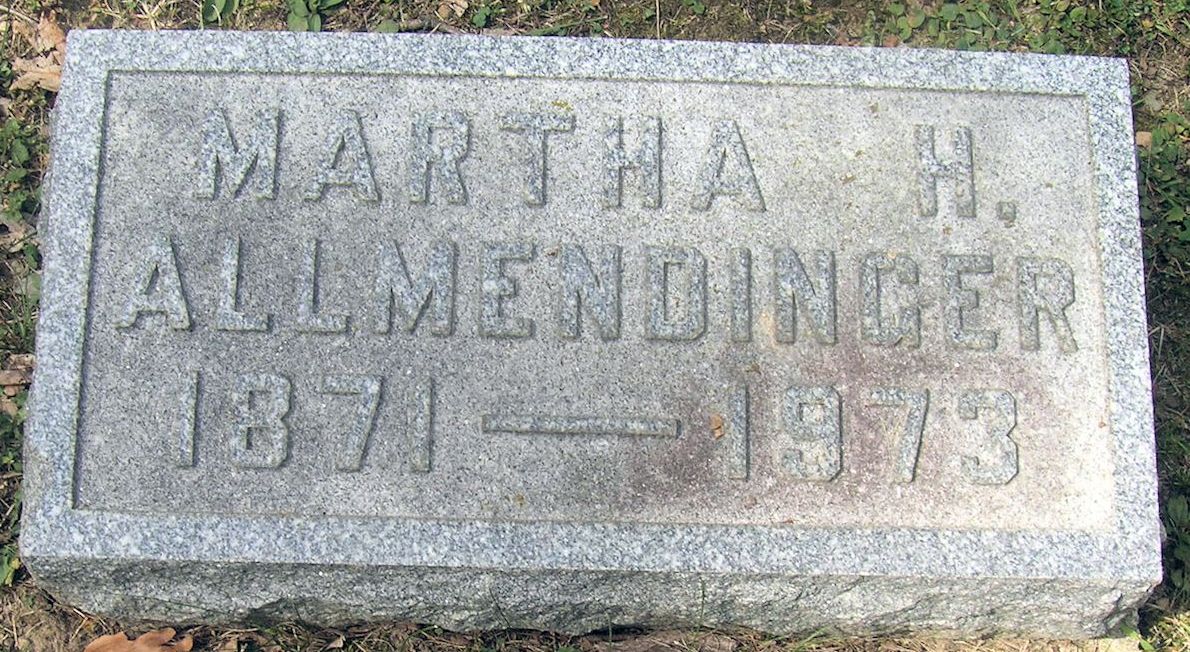 MARTHA H.
ALLMENDINGER
1871 — 1973